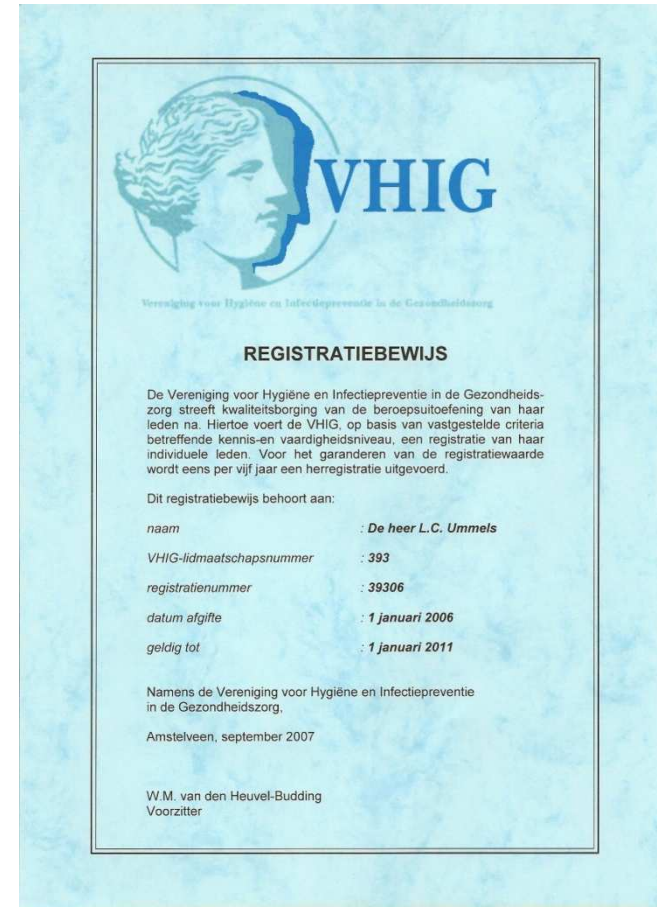 VHIG
Vereniging voor Hygiëne en Infectiepreventie in de Gezondheidszorg
REGISTRATIEBEWIJS
De Vereniging voor Hygiëne en Infectiepreventie in de Gezondheids-
zorg streeft kwaliteitsborging van de beroepsuitoefening van haar
leden na. Hiertoe voert de VHIG, op basis van vastgestelde criteria
betreffende kennis-en vaardigheidsniveau, een registratie van haar
individuele leden. Voor het garanderen van de registratiewaarde
wordt eens per vijf jaar een herregistratie uitgevoerd.
Dit registratiebewijs behoort aan:
naam : De heer L.C. Ummels
VHIG-lidmaatschapsnummer : 393
registratienummer : 39306
datum afgifte : 1 januari 2006
geldig tot : 1 januari 2011
Namens de Vereniging voor Hygiëne en Infectiepreventie
in de Gezondheidszorg,
Amstelveen, september 2007
W.M. van den Heuvel-Budding
Voorzitter